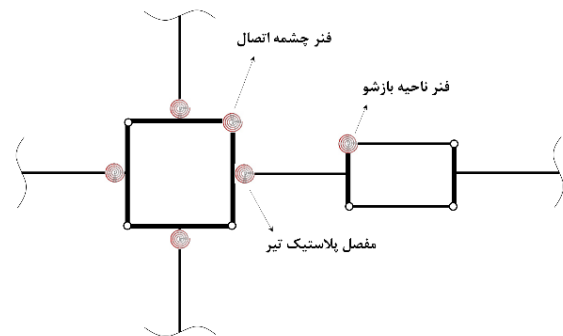 فنر چشمه اتصال
فنر ناحیه بازشو
مفصل پلاستیک تیر